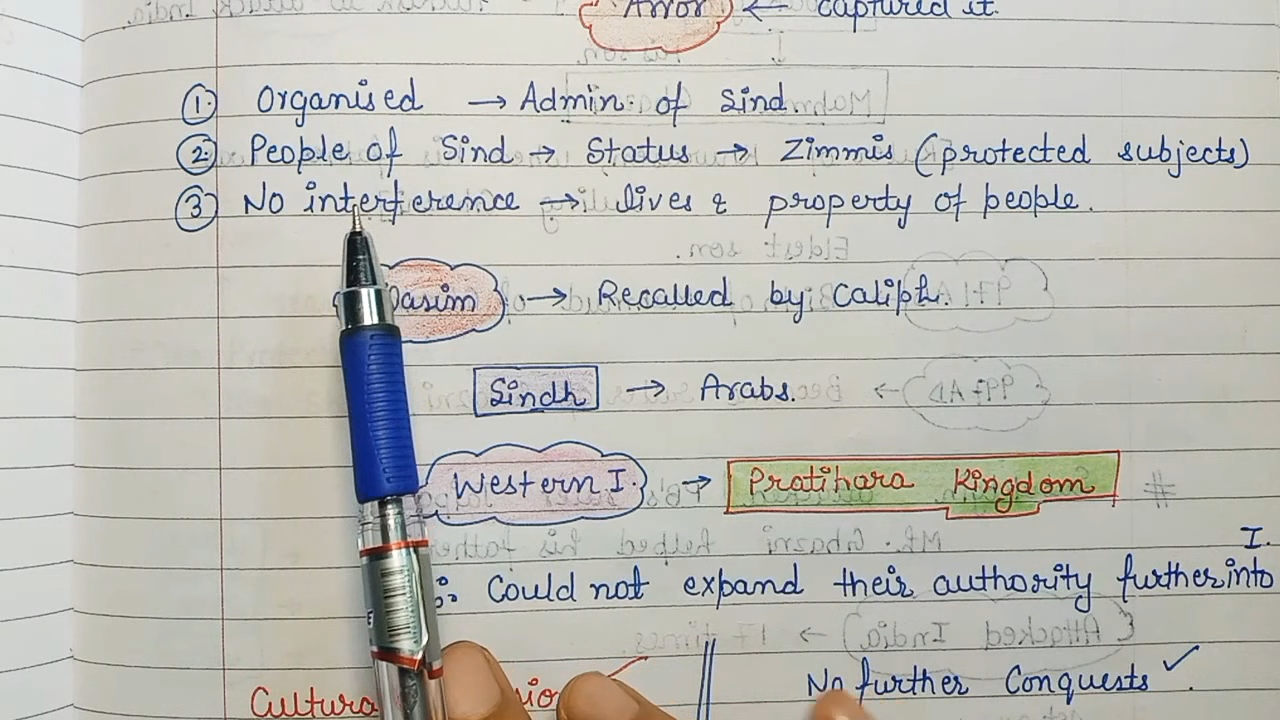 Arror ← captured it.
① Organised → Admin. of Sind.
② People of Sind → Status → Zimmis (protected subjects)
③ No interference → lives & property of people.
Qasim → Recalled by Caliph.
Sindh → Arabs.
Western I. → Pratihara Kingdom
I.
Could not expand their authority further into
No further Conquests ✓.